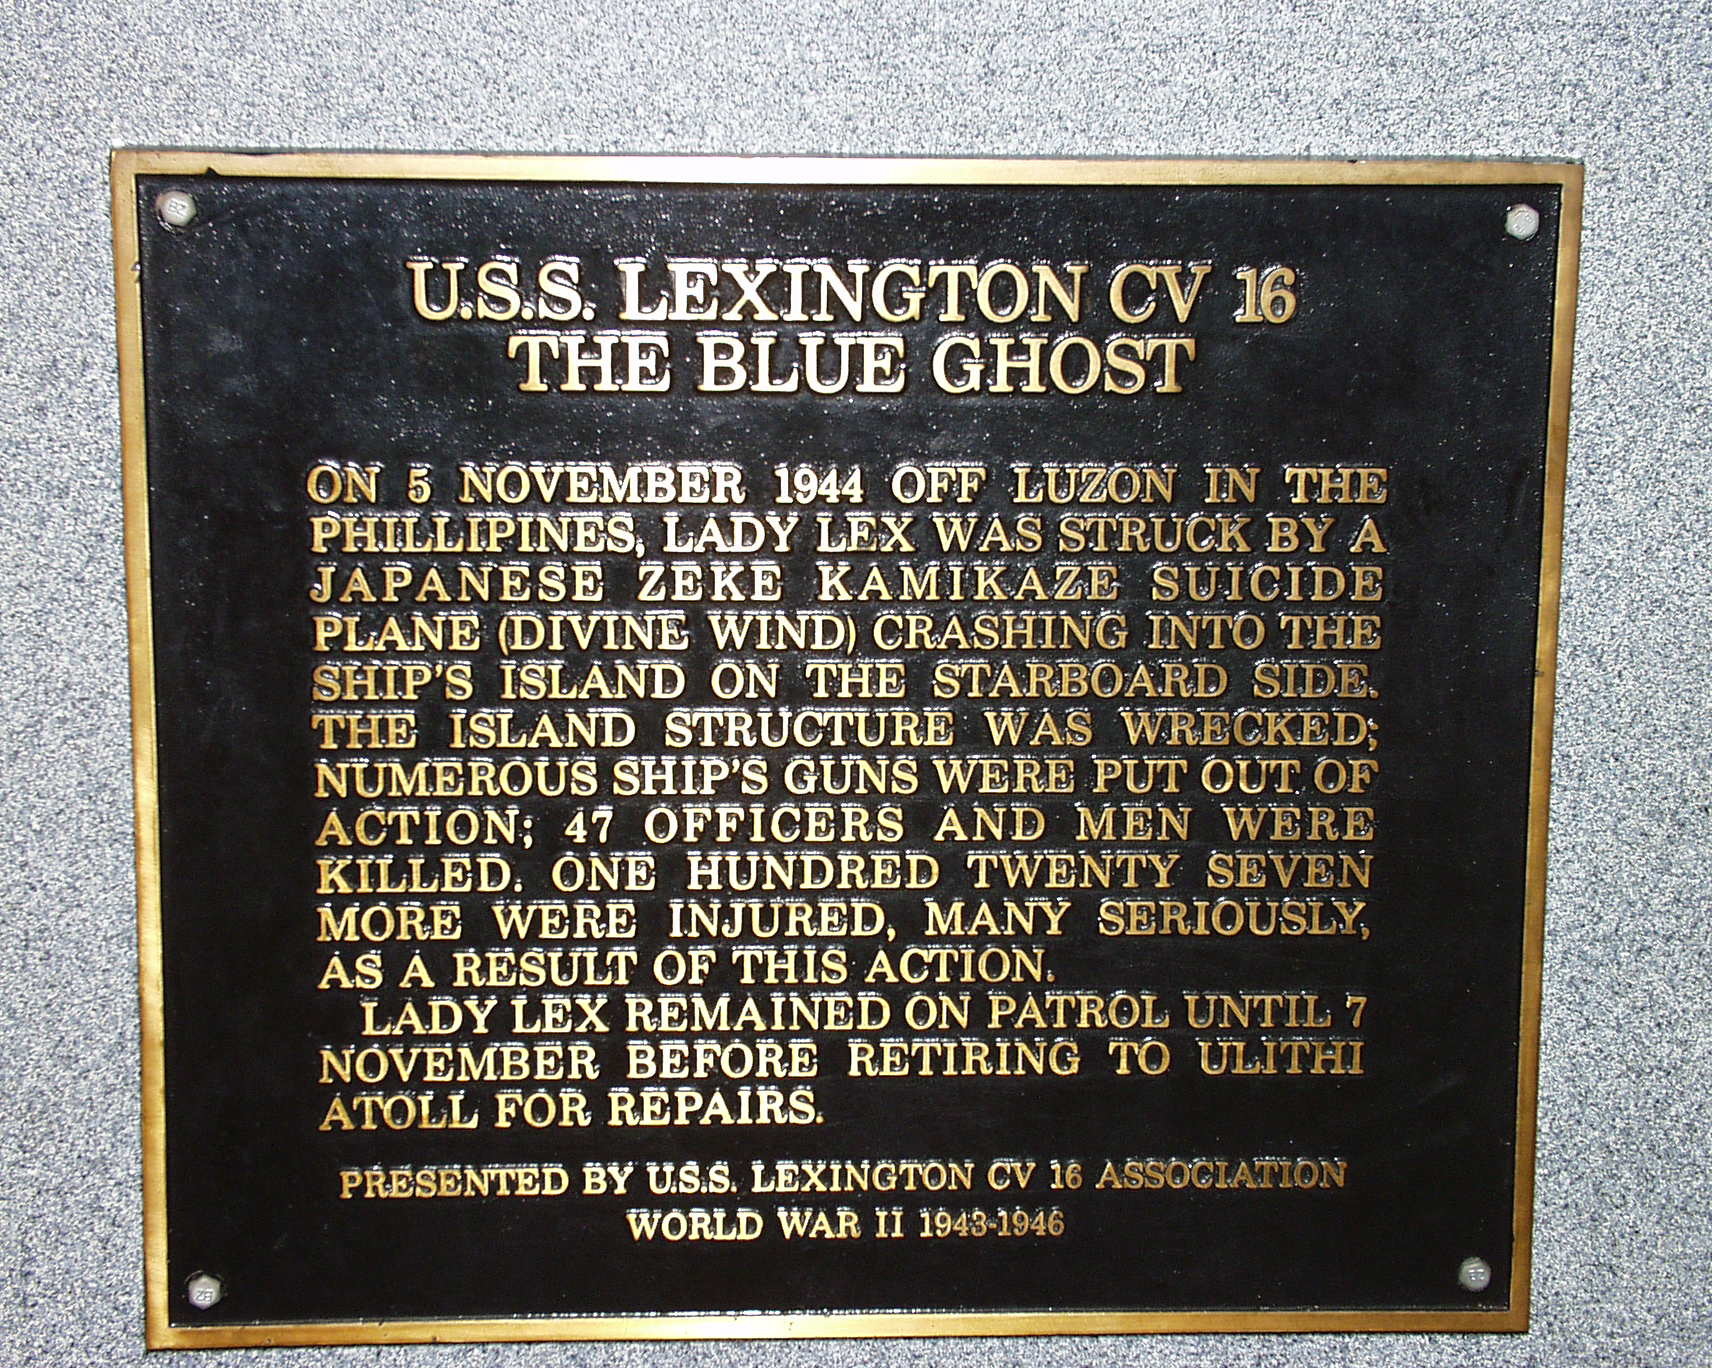 U.S.S. LEXINGTON CV 16
THE BLUE GHOST
ON 5 NOVEMBER 1944 OFF LUZON IN THE
PHILLIPINES, LADY LEX WAS STRUCK BY A
JAPANESE ZEKE KAMIKAZE SUICIDE
PLANE (DIVINE WIND) CRASHING INTO THE
SHIP'S ISLAND ON THE STARBOARD SIDE.
THE ISLAND STRUCTURE WAS WRECKED;
NUMEROUS SHIP'S GUNS WERE PUT OUT OF
ACTION; 47 OFFICERS AND MEN WERE
KILLED. ONE HUNDRED TWENTY SEVEN
MORE WERE INJURED, MANY SERIOUSLY,
AS A RESULT OF THIS ACTION.
LADY LEX REMAINED ON PATROL UNTIL 7
NOVEMBER BEFORE RETIRING TO ULITHI
ATOLL FOR REPAIRS.
PRESENTED BY U.S.S. LEXINGTON CV 16 ASSOCIATION
WORLD WAR II 1943-1946